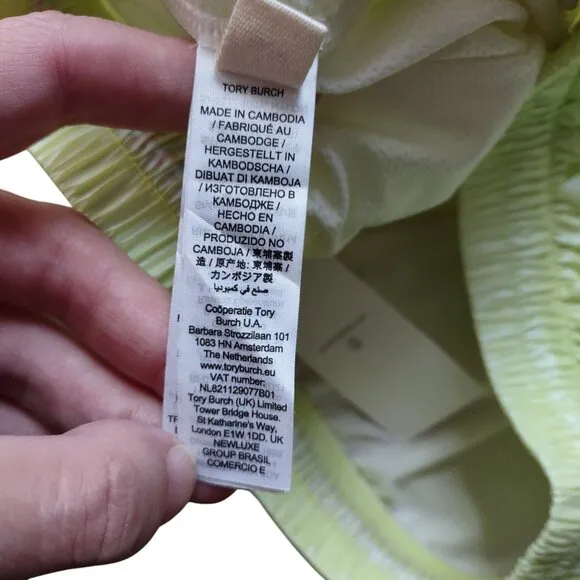 TORY BURCH
MADE IN CAMBODIA
/ FABRIQUÉ AU
CAMBODGE /
HERGESTELLT IN
KAMBODSCHA /
DIBUAT DI KAMBOJA
/ ИЗГОТОВЛЕНО В
КАМБОДЖЕ /
HECHO EN
CAMBODIA /
PRODUZIDO NO
CAMBOJA / 柬埔寨製
造 / 原产地: 柬埔寨 /
カンボジア製
صنع في كمبوديا
Coöperatie Tory
Burch U.A.
Barbara Strozzilaan 101
1083 HN Amsterdam
The Netherlands
www.toryburch.eu
VAT number:
NL821129077B01
Tory Burch (UK) Limited
Tower Bridge House.
St Katharine's Way,
London E1W 1DD. UK
NEWLUXE
GROUP BRASIL
COMERCIO E